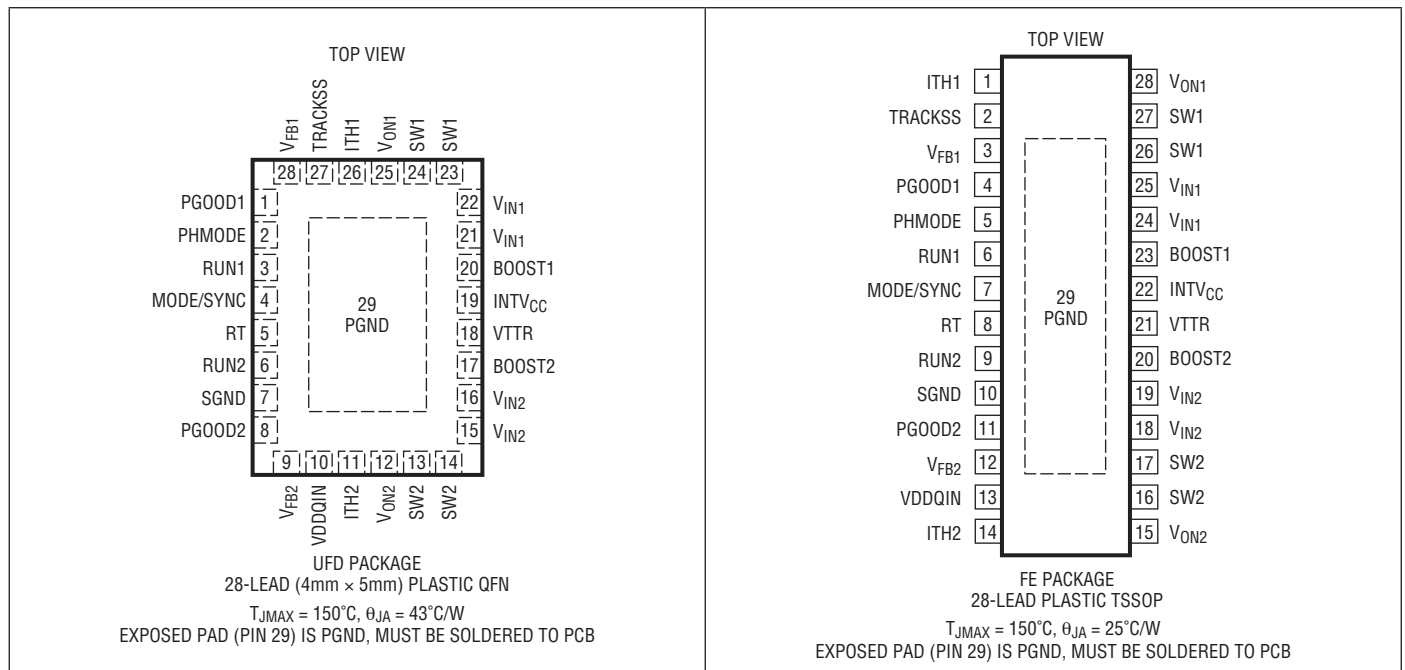 TOP VIEW
VFB1
TRACKSS
ITH1
VON1
SW1
SW1
28 27 26 25 24 23
PGOOD1 1
PHMODE 2
RUN1 3
MODE/SYNC 4
RT 5
RUN2 6
SGND 7
PGOOD2 8
22 VIN1
21 VIN1
20 BOOST1
19 INTVCC
18 VTTR
17 BOOST2
16 VIN2
15 VIN2
29
PGND
9 10 11 12 13 14
VFB2
VDDQIN
ITH2
VON2
SW2
SW2
UFD PACKAGE
28-LEAD (4mm × 5mm) PLASTIC QFN
TJMAX = 150°C, θJA = 43°C/W
EXPOSED PAD (PIN 29) IS PGND, MUST BE SOLDERED TO PCB
TOP VIEW
ITH1 1
TRACKSS 2
VFB1 3
PGOOD1 4
PHMODE 5
RUN1 6
MODE/SYNC 7
RT 8
RUN2 9
SGND 10
PGOOD2 11
VFB2 12
VDDQIN 13
ITH2 14
29
PGND
28 VON1
27 SW1
26 SW1
25 VIN1
24 VIN1
23 BOOST1
22 INTVCC
21 VTTR
20 BOOST2
19 VIN2
18 VIN2
17 SW2
16 SW2
15 VON2
FE PACKAGE
28-LEAD PLASTIC TSSOP
TJMAX = 150°C, θJA = 25°C/W
EXPOSED PAD (PIN 29) IS PGND, MUST BE SOLDERED TO PCB